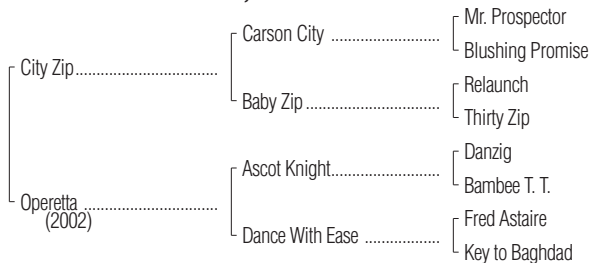 Mr. Prospector
Carson City ........................
Blushing Promise
City Zip................................
Relaunch
Baby Zip..............................
Thirty Zip
Danzig
Ascot Knight........................
Bambee T. T.
Operetta ..............................
(2002)
Fred Astaire
Dance With Ease ................
Key to Baghdad